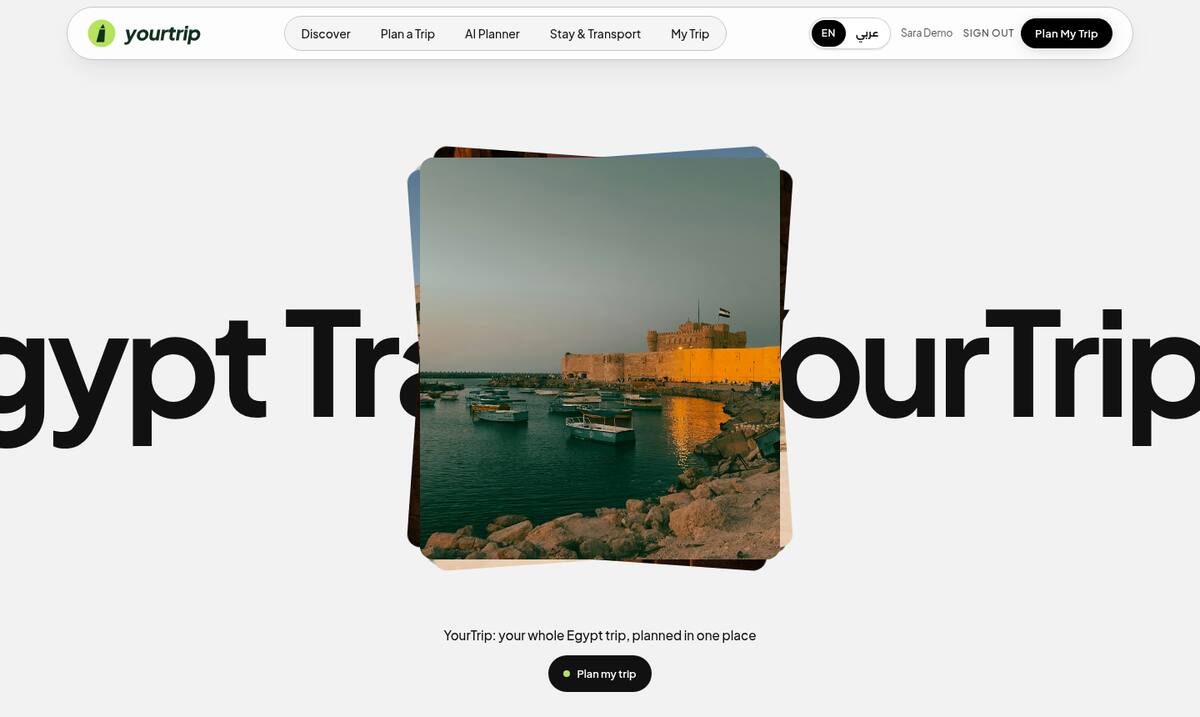 yourtrip
Discover
Plan a Trip
AI Planner
Stay & Transport
My Trip
EN
عربي
Sara Demo
SIGN OUT
Plan My Trip
gypt Tra ourTrip
YourTrip: your whole Egypt trip, planned in one place
Plan my trip